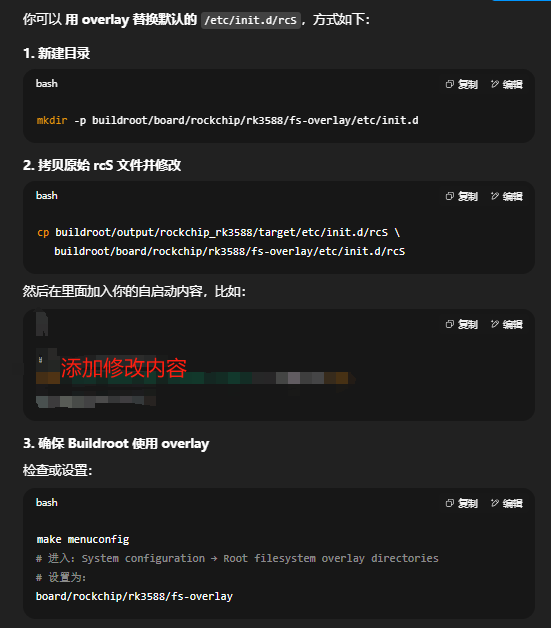 你可以 用 overlay 替换默认的 /etc/init.d/rcS，方式如下：
1. 新建目录
bash 复制 编辑
mkdir -p buildroot/board/rockchip/rk3588/fs-overlay/etc/init.d
2. 拷贝原始 rcS 文件并修改
bash 复制 编辑
cp buildroot/output/rockchip_rk3588/target/etc/init.d/rcS \
buildroot/board/rockchip/rk3588/fs-overlay/etc/init.d/rcS
然后在里面加入你的自启动内容，比如：
复制 编辑
添加修改内容
3. 确保 Buildroot 使用 overlay
检查或设置：
bash 复制 编辑
make menuconfig
# 进入：System configuration → Root filesystem overlay directories
# 设置为：
board/rockchip/rk3588/fs-overlay